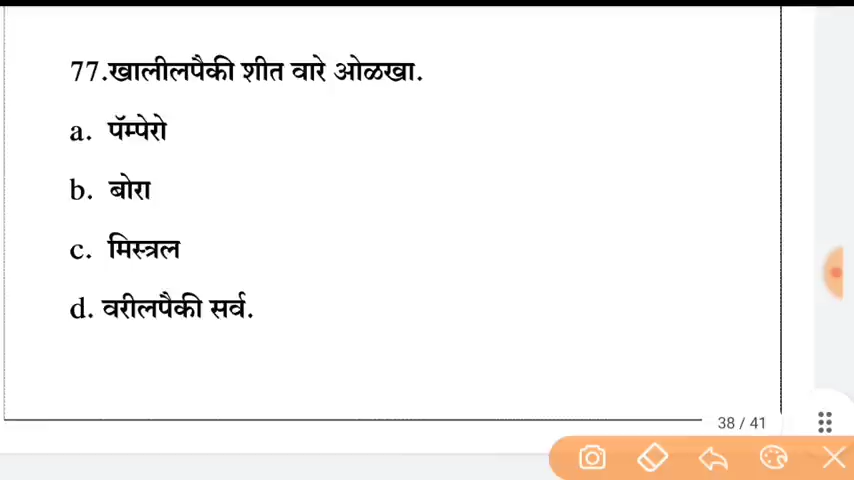 77.खालीलपैकी शीत वारे ओळखा.
a. पॅम्पेरो
b. बोरा
c. मिस्त्रल
d. वरीलपैकी सर्व.
38 / 41